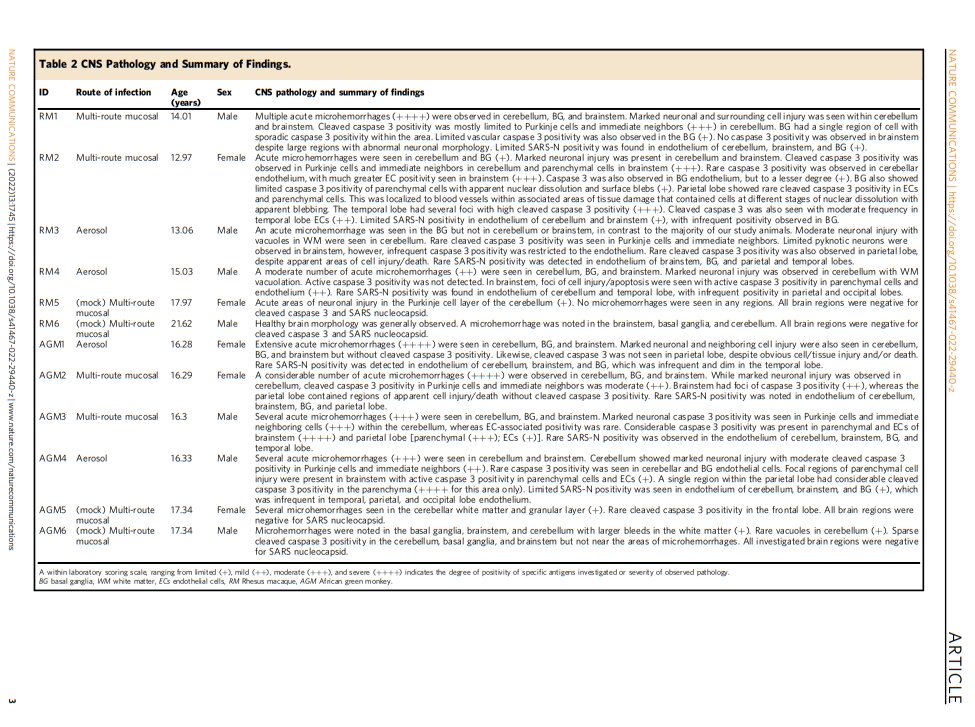 Table 2 CNS Pathology and Summary of Findings.
ID Route of infection Age (years) Sex CNS pathology and summary of findings
RM1 Multi-route mucosal 14.01 Male Multiple acute microhemorrhages (++++) were observed in cerebellum, BG, and brainstem. Marked neuronal and surrounding cell injury was seen within cerebellum
and brainstem. Cleaved caspase 3 positivity was mostly limited to Purkinje cells and immediate neighbors (+++) in cerebellum. BG had a single region of cell with
sporadic caspase 3 positivity within the area. Limited vascular caspase 3 positivity was also observed in the BG (+). No caspase 3 positivity was observed in brainstem
despite large regions with abnormal neuronal morphology. Limited SARS-N positivity was found in endothelium of cerebellum, brainstem, and BG (+).
RM2 Multi-route mucosal 12.97 Female Acute microhemorrhages were seen in cerebellum and BG (+). Marked neuronal injury was present in cerebellum and brainstem. Cleaved caspase 3 positivity was
observed in Purkinje cells and immediate neighbors in cerebellum and parenchymal cells in brainstem (+++). Rare caspase 3 positivity was observed in cerebellar
endothelium, with much greater EC positivity seen in brainstem (+++). Caspase 3 was also observed in BG endothelium, but to a lesser degree (+). BG also showed
limited caspase 3 positivity of parenchymal cells with apparent nuclear dissolution and surface blebs (+). Parietal lobe showed rare cleaved caspase 3 positivity in ECs
and parenchymal cells. This was localized to blood vessels within associated areas of tissue damage that contained cells at different stages of nuclear dissolution with
apparent blebbing. The temporal lobe had several foci with high cleaved caspase 3 positivity (+++). Cleaved caspase 3 was also seen with moderate frequency in
temporal lobe ECs (++). Limited SARS-N positivity in endothelium of cerebellum and brainstem (+), with infrequent positivity observed in BG.
RM3 Aerosol 13.06 Male An acute microhemorrhage was seen in the BG but not in cerebellum or brainstem, in contrast to the majority of our study animals. Moderate neuronal injury with
vacuoles in WM were seen in cerebellum. Rare cleaved caspase 3 positivity was seen in Purkinje cells and immediate neighbors. Limited pyknotic neurons were
observed in brainstem, however, infrequent caspase 3 positivity was restricted to the endothelium. Rare cleaved caspase 3 positivity was also observed in parietal lobe,
despite apparent areas of cell injury/death. Rare SARS-N positivity was detected in endothelium of brainstem, BG, and parietal and temporal lobes.
RM4 Aerosol 15.03 Male A moderate number of acute microhemorrhages (++) were seen in cerebellum, BG, and brainstem. Marked neuronal injury was observed in cerebellum with WM
vacuolation. Active caspase 3 positivity was not detected. In brainstem, foci of cell injury/apoptosis were seen with active caspase 3 positivity in parenchymal cells and
endothelium (++). Rare SARS-N positivity was found in endothelium of cerebellum and temporal lobe, with infrequent positivity in parietal and occipital lobes.
RM5 (mock) Multi-route mucosal 17.97 Female Acute areas of neuronal injury in the Purkinje cell layer of the cerebellum (+). No microhemorrhages were seen in any regions. All brain regions were negative for
cleaved caspase 3 and SARS nucleocapsid.
RM6 (mock) Multi-route mucosal 21.62 Male Healthy brain morphology was generally observed. A microhemorrhage was noted in the brainstem, basal ganglia, and cerebellum. All brain regions were negative for
cleaved caspase 3 and SARS nucleocapsid.
AGM1 Aerosol 16.28 Female Extensive acute microhemorrhages (++++) were seen in cerebellum, BG, and brainstem. Marked neuronal and neighboring cell injury were also seen in cerebellum,
BG, and brainstem but without cleaved caspase 3 positivity. Likewise, cleaved caspase 3 was not seen in parietal lobe, despite obvious cell/tissue injury and/or death.
Rare SARS-N positivity was detected in endothelium of cerebellum, brainstem, and BG, which was infrequent and dim in the temporal lobe.
AGM2 Multi-route mucosal 16.29 Female A considerable number of acute microhemorrhages (++++) were observed in cerebellum, BG, and brainstem. While marked neuronal injury was observed in
cerebellum, cleaved caspase 3 positivity in Purkinje cells and immediate neighbors was moderate (++). Brainstem had foci of caspase 3 positivity (++), whereas the
parietal lobe contained regions of apparent cell injury/death without cleaved caspase 3 positivity. Rare SARS-N positivity was noted in endothelium of cerebellum,
brainstem, BG, and parietal lobe.
AGM3 Multi-route mucosal 16.3 Male Several acute microhemorrhages (+++) were seen in cerebellum, BG, and brainstem. Marked neuronal caspase 3 positivity was seen in Purkinje cells and immediate
neighboring cells (+++) within the cerebellum, whereas EC-associated positivity was rare. Considerable caspase 3 positivity was present in parenchymal and ECs of
brainstem (++++) and parietal lobe [parenchymal (+++); ECs (+)]. Rare SARS-N positivity was observed in the endothelium of cerebellum, brainstem, BG, and
temporal lobe.
AGM4 Aerosol 16.33 Male Several acute microhemorrhages (+++) were seen in cerebellum and brainstem. Cerebellum showed marked neuronal injury with moderate cleaved caspase 3
positivity in Purkinje cells and immediate neighbors (++). Rare caspase 3 positivity was seen in cerebellar and BG endothelial cells. Focal regions of parenchymal cell
injury were present in brainstem with active caspase 3 positivity in parenchymal cells and ECs (+). A single region within the parietal lobe had considerable cleaved
caspase 3 positivity in the parenchyma (++++ for this area only). Limited SARS-N positivity was seen in endothelium of cerebellum, brainstem, and BG (+), which
was infrequent in temporal, parietal, and occipital lobe endothelium.
AGM5 (mock) Multi-route mucosal 17.34 Female Several microhemorrhages seen in the cerebellar white matter and granular layer (+). Rare cleaved caspase 3 positivity in the frontal lobe. All brain regions were
negative for SARS nucleocapsid.
AGM6 (mock) Multi-route mucosal 17.34 Male Microhemorrhages were noted in the basal ganglia, brainstem, and cerebellum with larger bleeds in the white matter (+). Rare vacuoles in cerebellum (+). Sparse
cleaved caspase 3 positivity in the cerebellum, basal ganglia, and brainstem but not near the areas of microhemorrhages. All investigated brain regions were negative
for SARS nucleocapsid.
A within laboratory scoring scale, ranging from limited (+), mild (++), moderate (+++), and severe (++++) indicates the degree of positivity of specific antigens investigated or severity of observed pathology.
BG basal ganglia, WM white matter, ECs endothelial cells, RM Rhesus macaque, AGM African green monkey.
NATURE COMMUNICATIONS | https://doi.org/10.1038/s41467-022-29440-z
ARTICLE
NATURE COMMUNICATIONS | (2022)13:1745 | https://doi.org/10.1038/s41467-022-29440-z | www.nature.com/naturecommunications
3